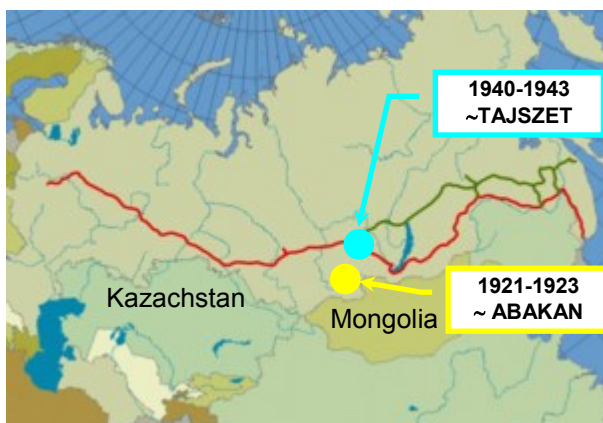 1940-1943
~TAJSZET
Kazachstan
Mongolia
1921-1923
~ ABAKAN